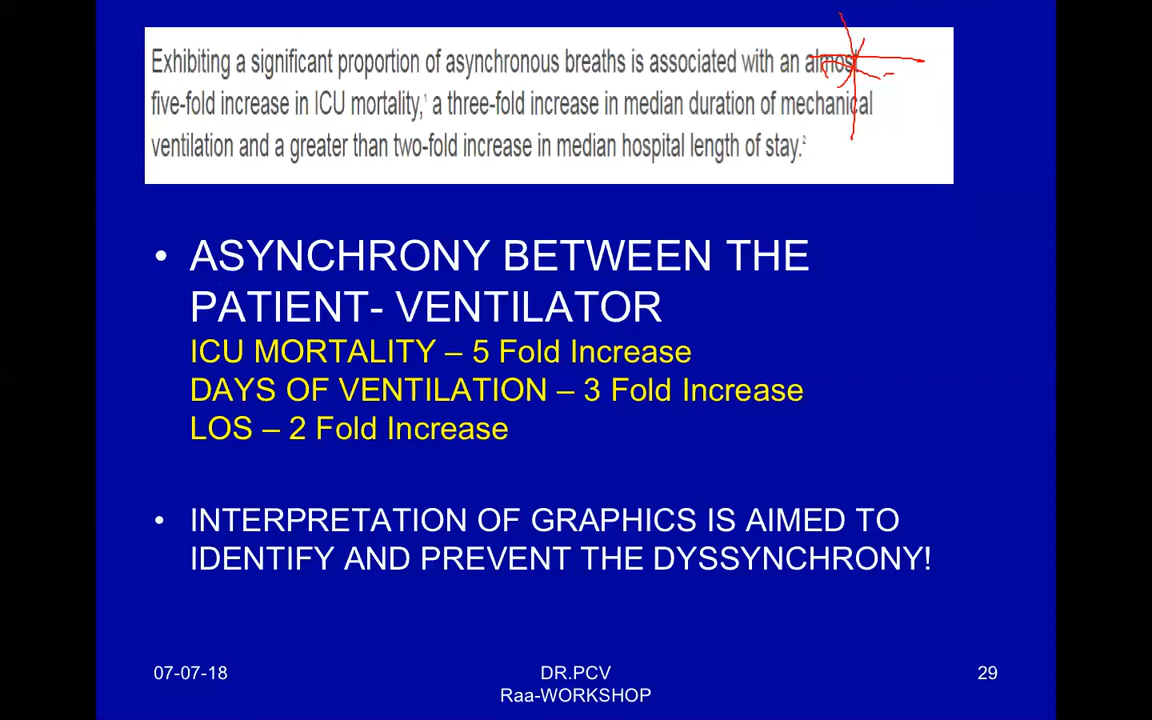 Exhibiting a significant proportion of asynchronous breaths is associated with an almost
five-fold increase in ICU mortality,¹ a three-fold increase in median duration of mechanical
ventilation and a greater than two-fold increase in median hospital length of stay.²
• ASYNCHRONY BETWEEN THE
PATIENT- VENTILATOR
ICU MORTALITY – 5 Fold Increase
DAYS OF VENTILATION – 3 Fold Increase
LOS – 2 Fold Increase
• INTERPRETATION OF GRAPHICS IS AIMED TO
IDENTIFY AND PREVENT THE DYSSYNCHRONY!
07-07-18
DR.PCV
Raa-WORKSHOP
29